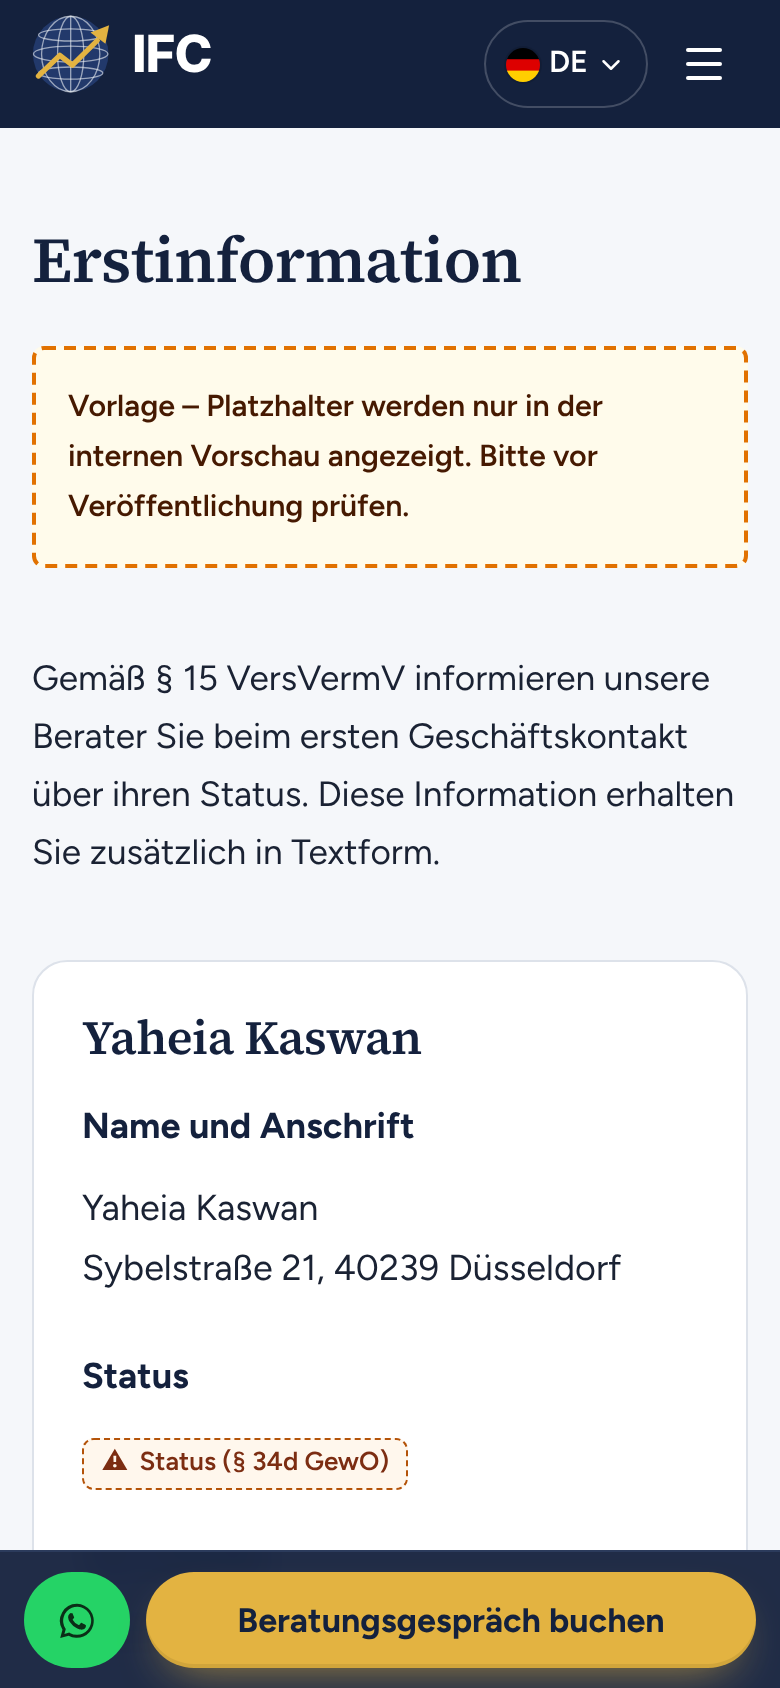 IFC
DE
Erstinformation
Vorlage – Platzhalter werden nur in der
internen Vorschau angezeigt. Bitte vor
Veröffentlichung prüfen.
Gemäß § 15 VersVermV informieren unsere
Berater Sie beim ersten Geschäftskontakt
über ihren Status. Diese Information erhalten
Sie zusätzlich in Textform.
Yaheia Kaswan
Name und Anschrift
Yaheia Kaswan
Sybelstraße 21, 40239 Düsseldorf
Status
Status (§ 34d GewO)
Beratungsgespräch buchen